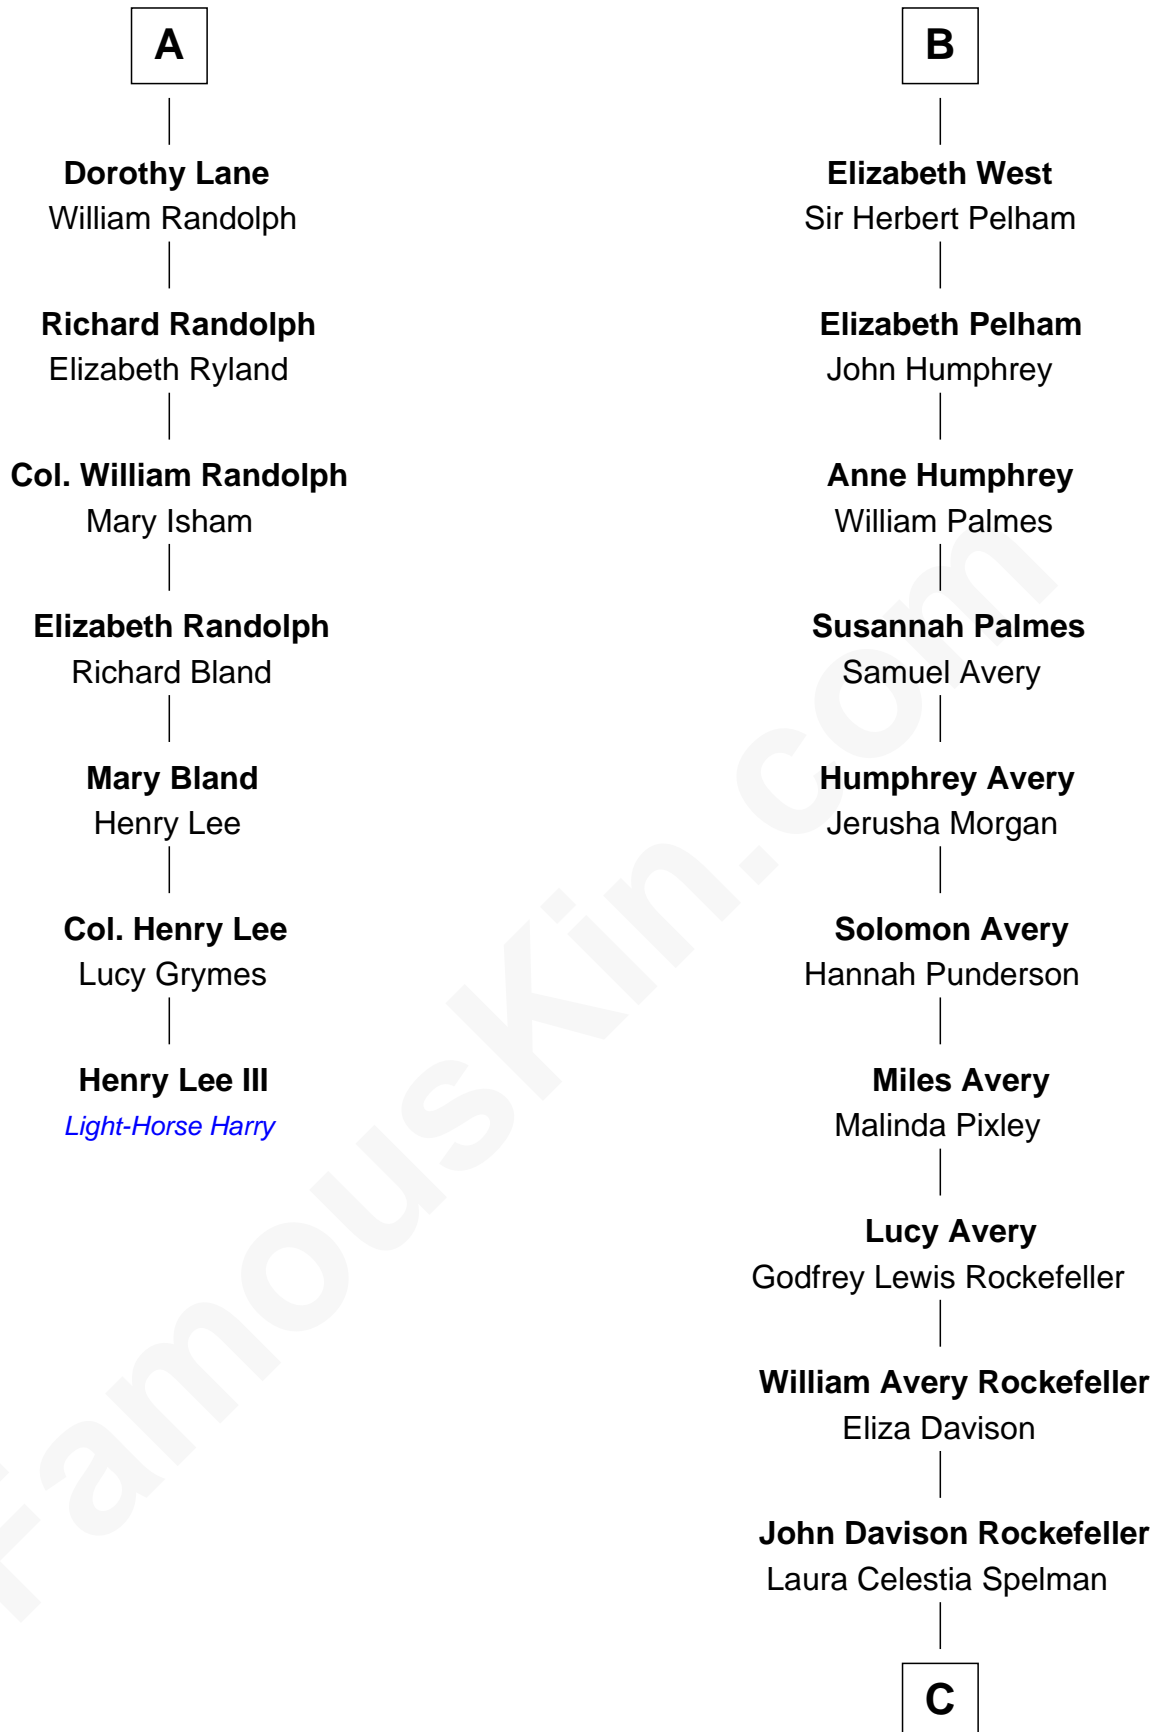 A
Dorothy Lane
William Randolph
Richard Randolph
Elizabeth Ryland
Col. William Randolph
Mary Isham
Elizabeth Randolph
Richard Bland
Mary Bland
Henry Lee
Col. Henry Lee
Lucy Grymes
Henry Lee III
Light-Horse Harry
B
Elizabeth West
Sir Herbert Pelham
Elizabeth Pelham
John Humphrey
Anne Humphrey
William Palmes
Susannah Palmes
Samuel Avery
Humphrey Avery
Jerusha Morgan
Solomon Avery
Hannah Punderson
Miles Avery
Malinda Pixley
Lucy Avery
Godfrey Lewis Rockefeller
William Avery Rockefeller
Eliza Davison
John Davison Rockefeller
Laura Celestia Spelman
C
FamousKin.com